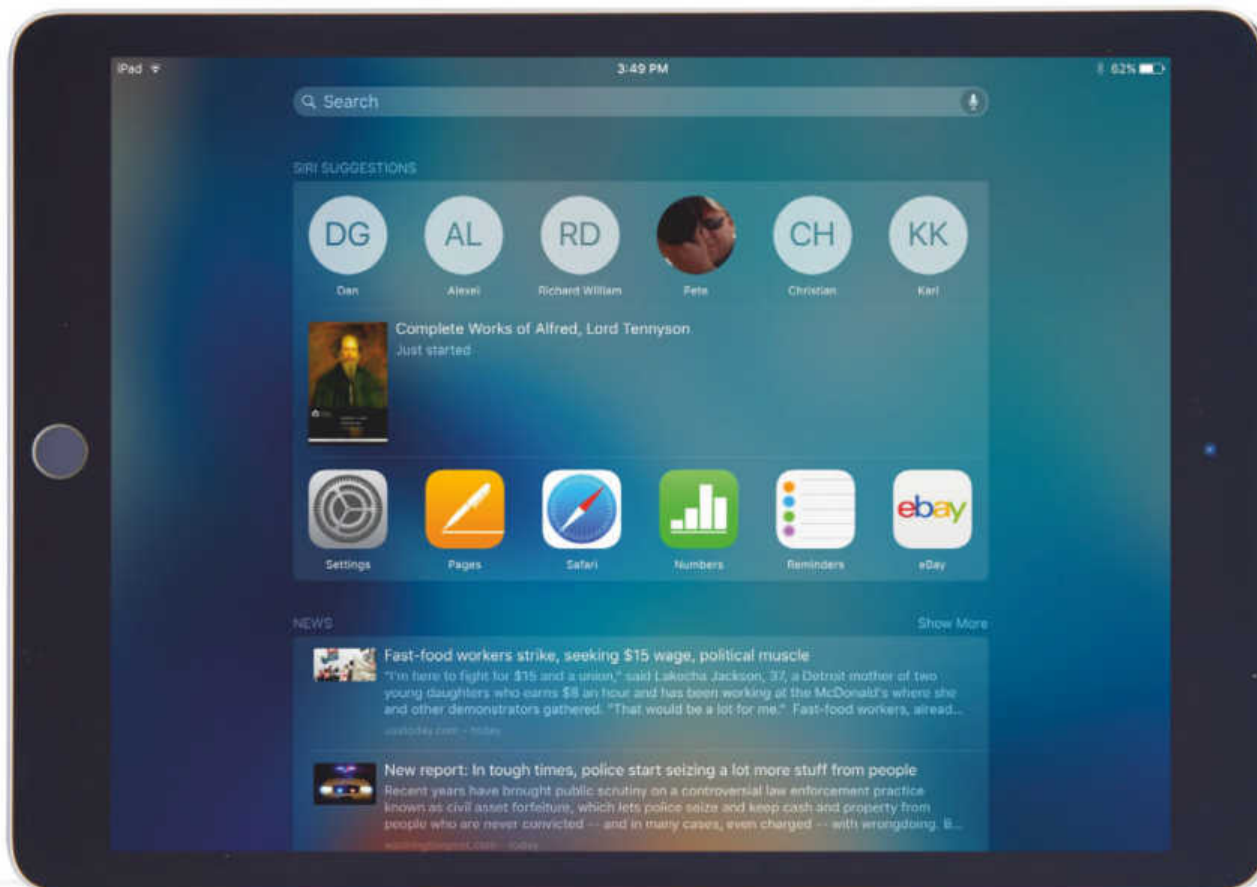 iPad
3:49 PM
62%
Search
SIRI SUGGESTIONS
DG
AL
RD
CH
KK
Dan
Alexei
Richard William
Pete
Christian
Karl
Complete Works of Alfred, Lord Tennyson
Just started
ebay
Settings
Pages
Safari
Numbers
Reminders
eBay
NEWS
Show More
Fast-food workers strike, seeking $15 wage, political muscle
"I'm here to fight for $15 and a union," said Lakecha Jackson, 37, a Detroit mother of two
young daughters who earns $8 an hour and has been working at the McDonald's where she
and other demonstrators gathered. "That would be a lot for me." Fast-food workers, alread...
usatoday.com – today
New report: In tough times, police start seizing a lot more stuff from people
Recent years have brought public scrutiny on a controversial law enforcement practice
known as civil asset forfeiture, which lets police seize and keep cash and property from
people who are never convicted -- and in many cases, even charged -- with wrongdoing. B...
washingtonpost.com – today